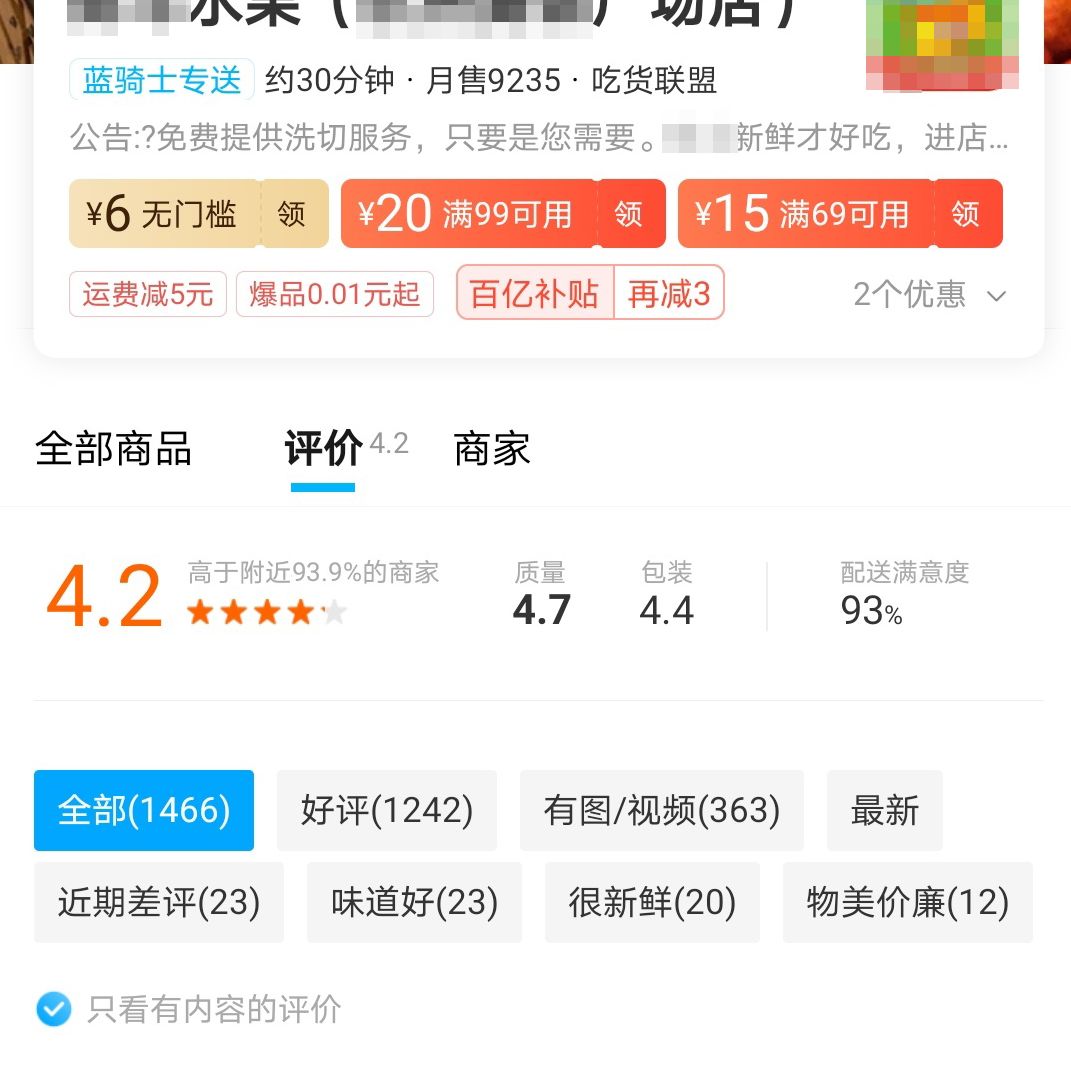 水果（
广场店）
蓝骑士专送 约30分钟 · 月售9235 · 吃货联盟
公告:?免费提供洗切服务，只要是您需要。新鲜才好吃，进店...
¥6 无门槛 领 ¥20 满99可用 领 ¥15 满69可用 领
运费减5元 爆品0.01元起 百亿补贴 再减3 2个优惠
全部商品 评价 4.2 商家
4.2 高于附近93.9%的商家 质量 4.7 包装 4.4 配送满意度 93%
全部(1466) 好评(1242) 有图/视频(363) 最新
近期差评(23) 味道好(23) 很新鲜(20) 物美价廉(12)
只看有内容的评价